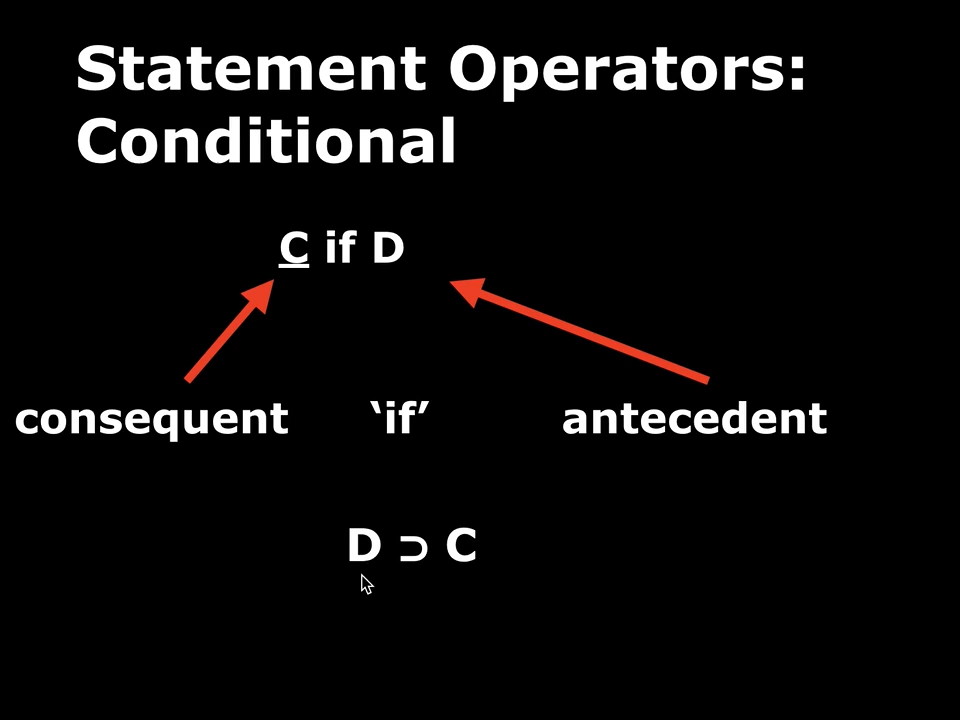 Statement Operators:
Conditional
C if D
consequent ‘if’ antecedent
D ⊃ C